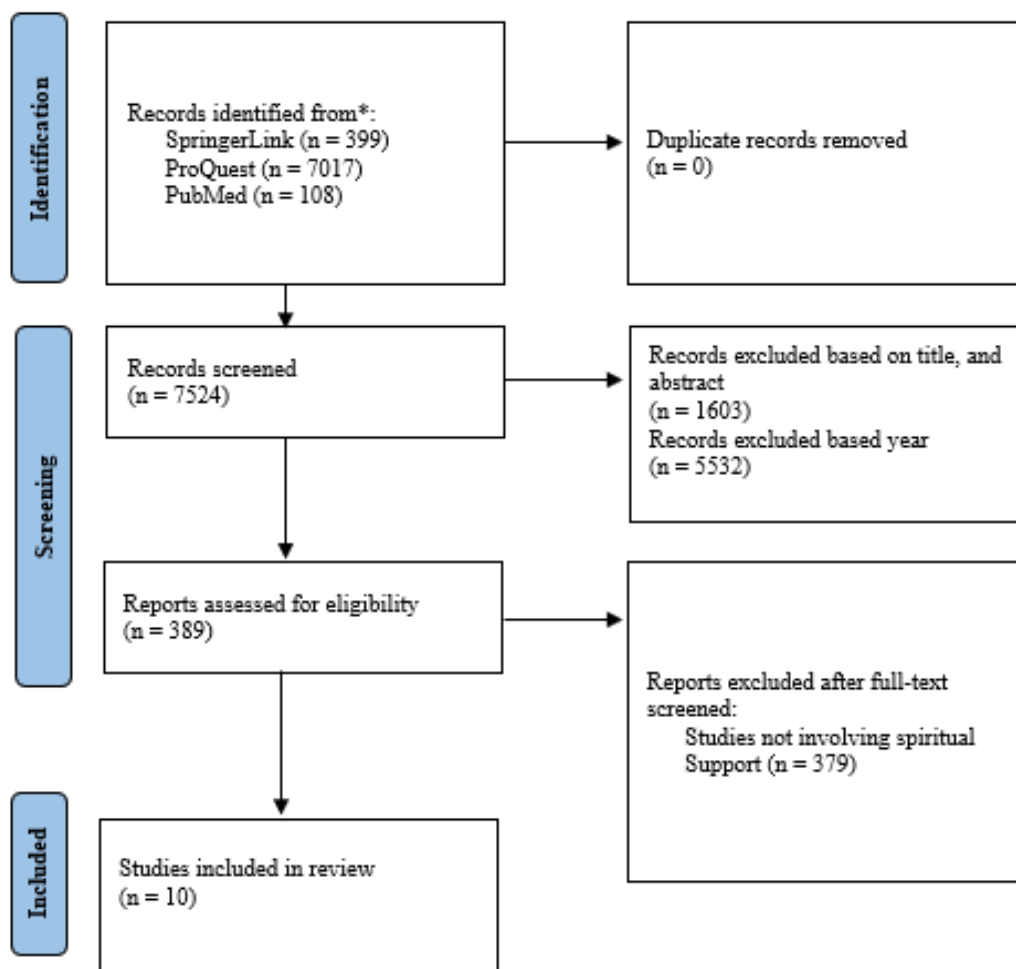 Identification
Records identified from*:
SpringerLink (n = 399)
ProQuest (n = 7017)
PubMed (n = 108)
Duplicate records removed
(n = 0)
Screening
Records screened
(n = 7524)
Records excluded based on title, and
abstract
(n = 1603)
Records excluded based year
(n = 5532)
Reports assessed for eligibility
(n = 389)
Reports excluded after full-text
screened:
Studies not involving spiritual
Support (n = 379)
Included
Studies included in review
(n = 10)